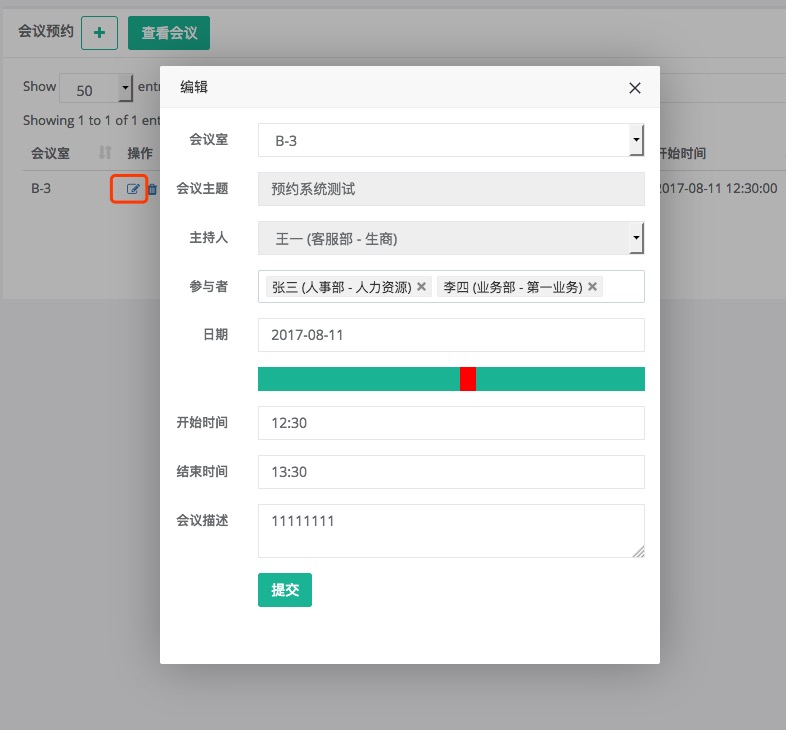 会议预约 + 查看会议
Show 50 entr
Showing 1 to 1 of 1 ent
会议室 操作 开始时间
B-3 2017-08-11 12:30:00
编辑 ×
会议室 B-3
会议主题 预约系统测试
主持人 王一 (客服部 - 生商)
参与者 张三 (人事部 - 人力资源) × 李四 (业务部 - 第一业务) ×
日期 2017-08-11
开始时间 12:30
结束时间 13:30
会议描述 11111111
提交